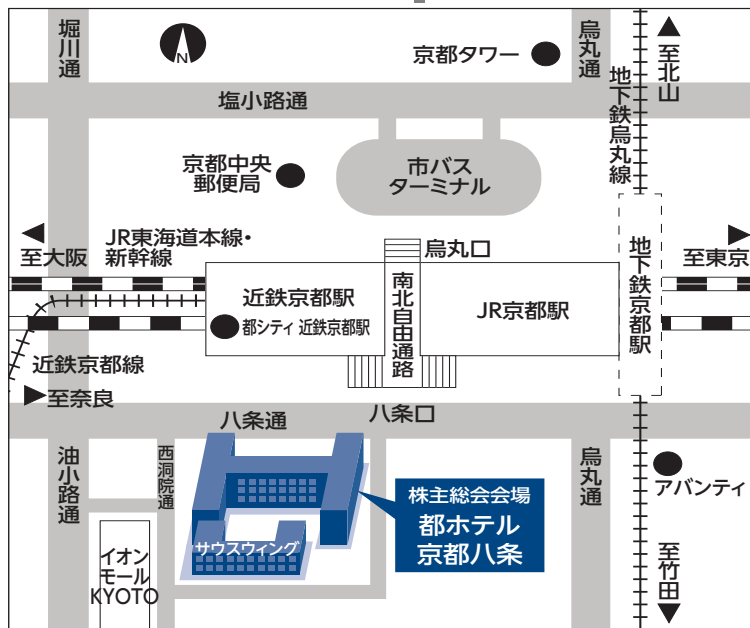 堀川通
N
京都タワー
烏丸通
至北山
地下鉄烏丸線
塩小路通
京都中央
郵便局
市バス
ターミナル
至大阪
JR東海道本線・
新幹線
烏丸口
至東京
近鉄京都駅
都シティ 近鉄京都駅
南北自由通路
JR京都駅
地下鉄京都駅
近鉄京都線
至奈良
八条通
八条口
油小路通
西洞院通
烏丸通
アバンティ
株主総会会場
都ホテル
京都八条
サウスウィング
イオン
モール
KYOTO
至竹田